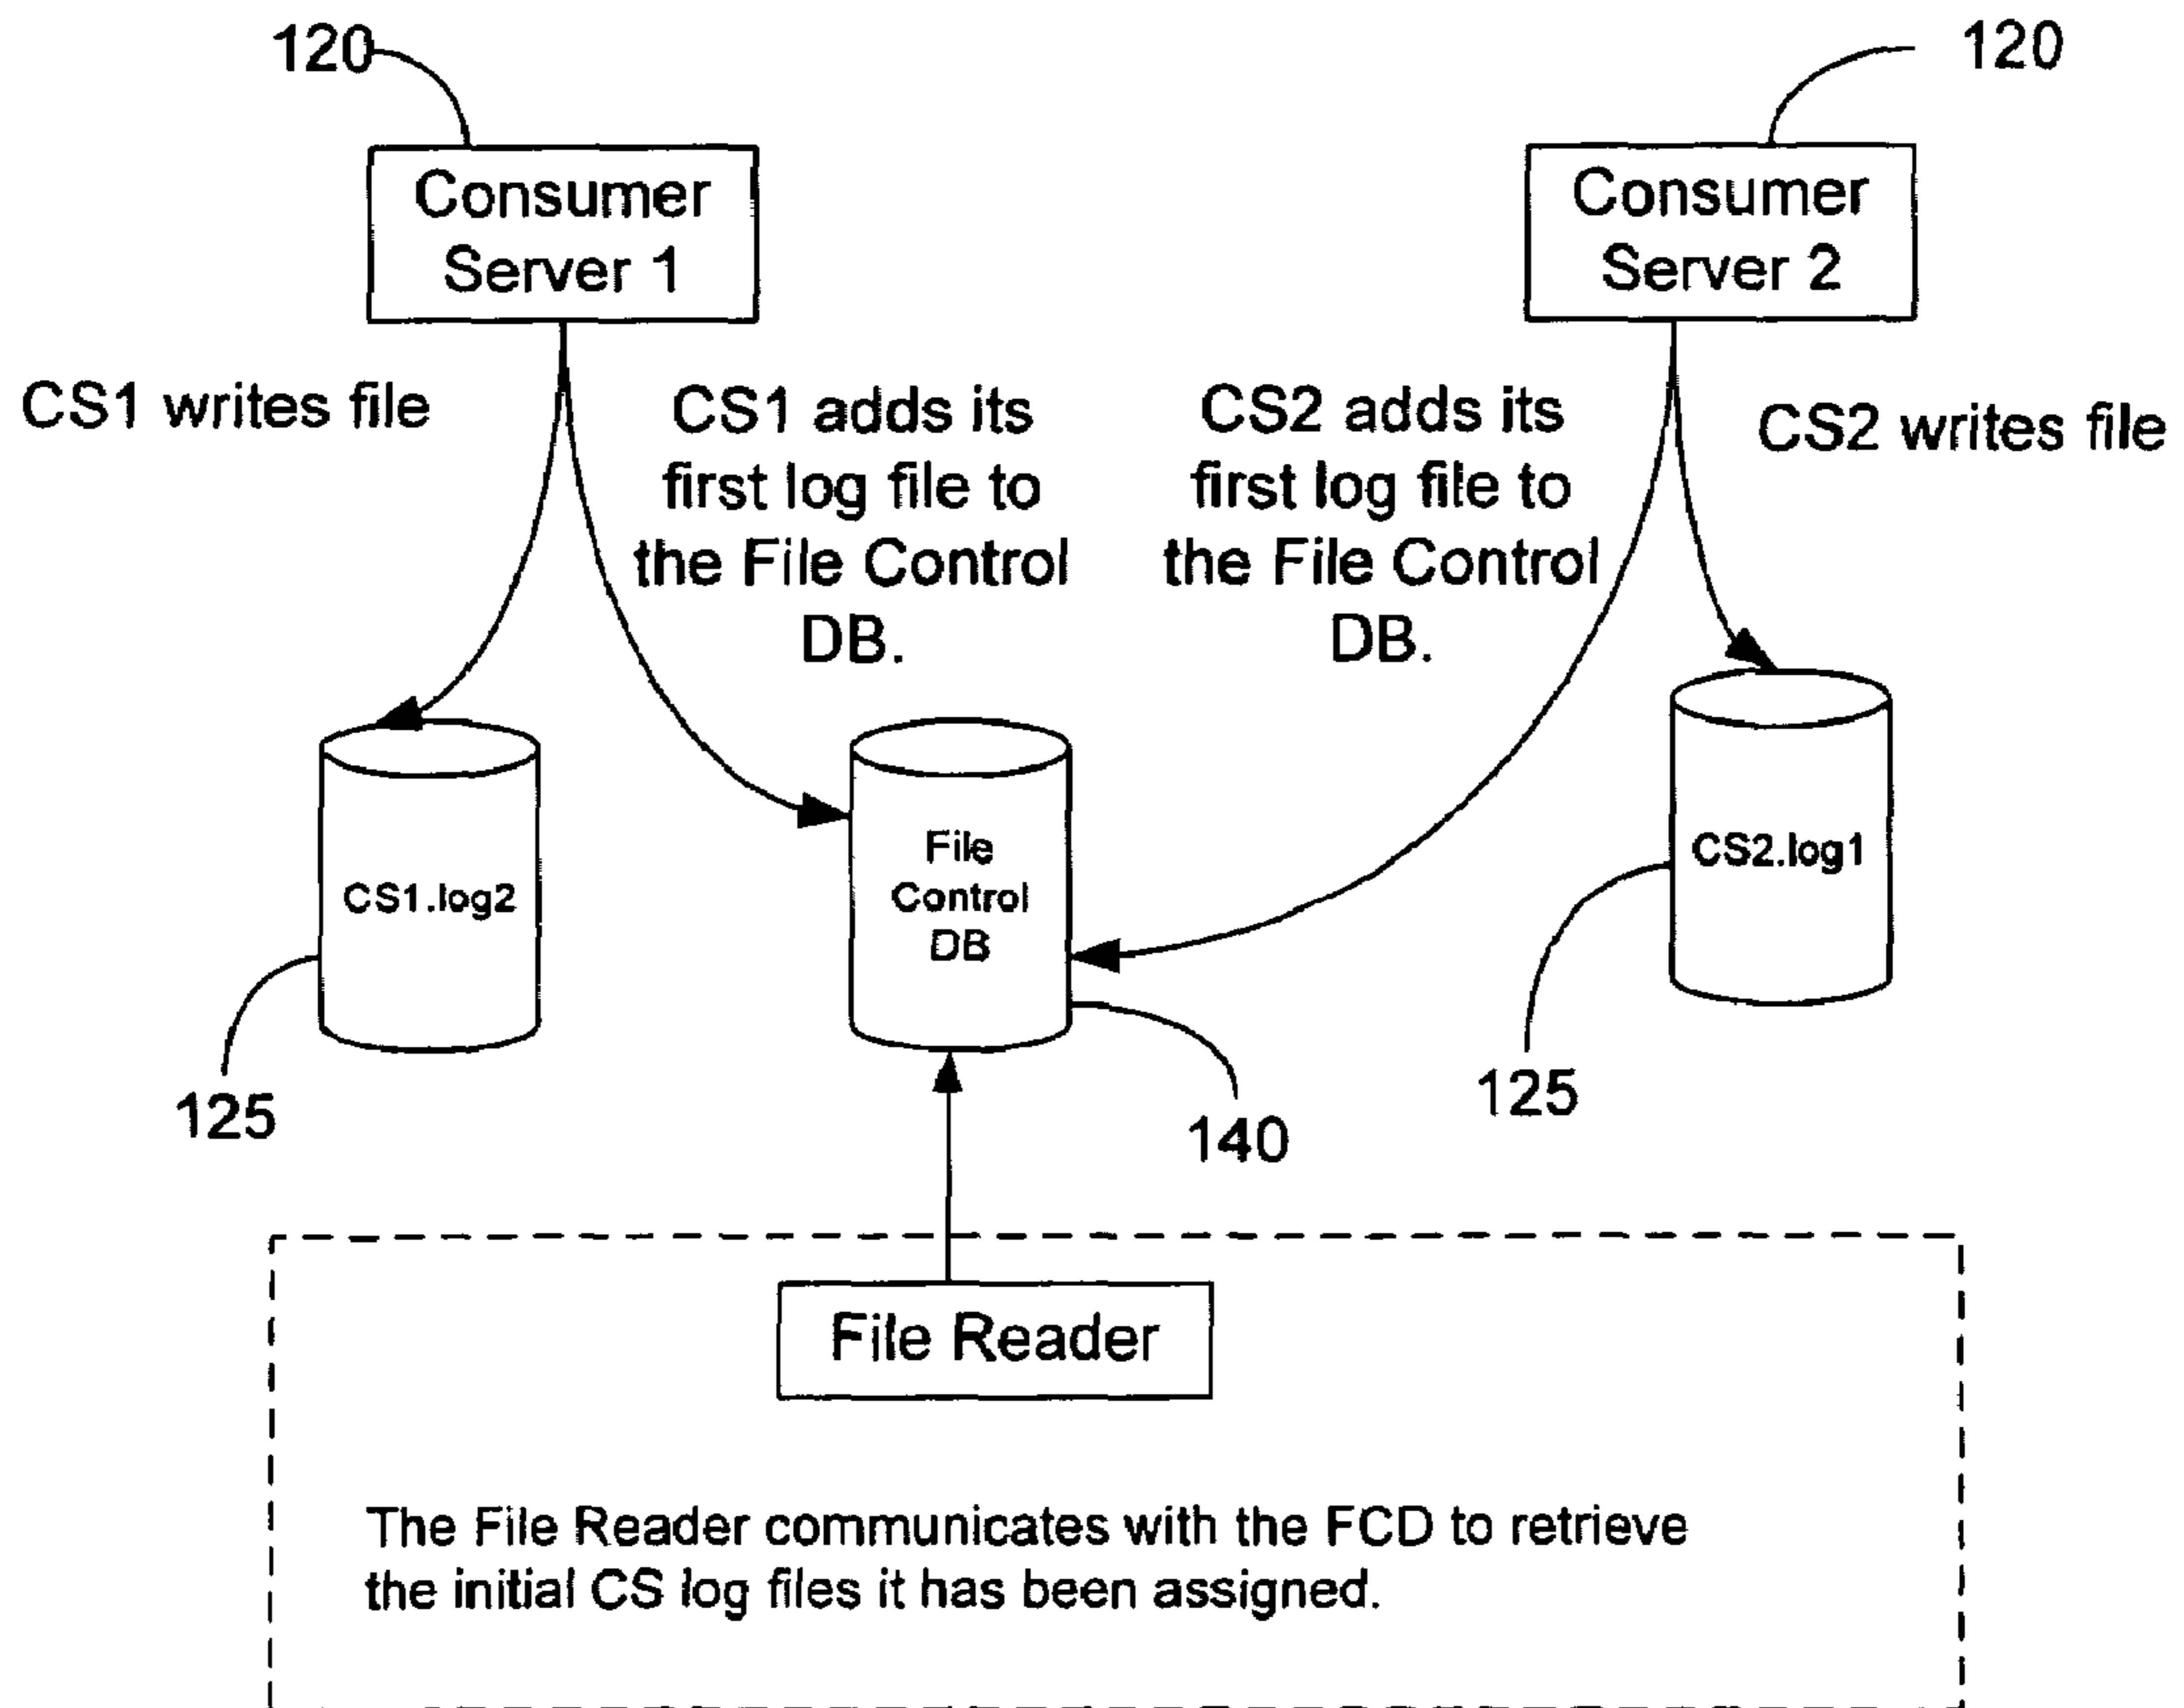 120
120
Consumer
Server 1
Consumer
Server 2
CS1 writes file
CS1 adds its
first log file to
the File Control
DB.
CS2 adds its
first log file to
the File Control
DB.
CS2 writes file
CS1.log2
File
Control
DB
CS2.log1
125
140
125
File Reader
The File Reader communicates with the FCD to retrieve
the initial CS log files it has been assigned.